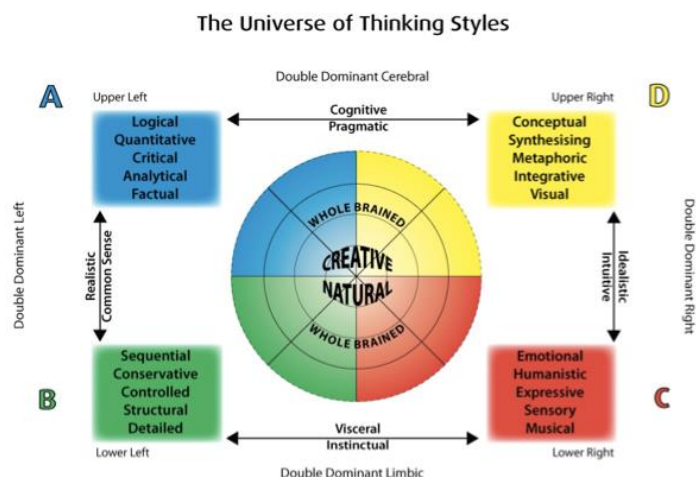 The Universe of Thinking Styles
Double Dominant Cerebral
A
Upper Left
Upper Right
D
Cognitive
Pragmatic
Logical
Quantitative
Critical
Analytical
Factual
Conceptual
Synthesising
Metaphoric
Integrative
Visual
Double Dominant Left
Realistic
Common Sense
WHOLE BRAINED
CREATIVE
NATURAL
WHOLE BRAINED
Idealistic
Intuitive
Double Dominant Right
B
Sequential
Conservative
Controlled
Structural
Detailed
Emotional
Humanistic
Expressive
Sensory
Musical
C
Visceral
Instinctual
Lower Left
Lower Right
Double Dominant Limbic